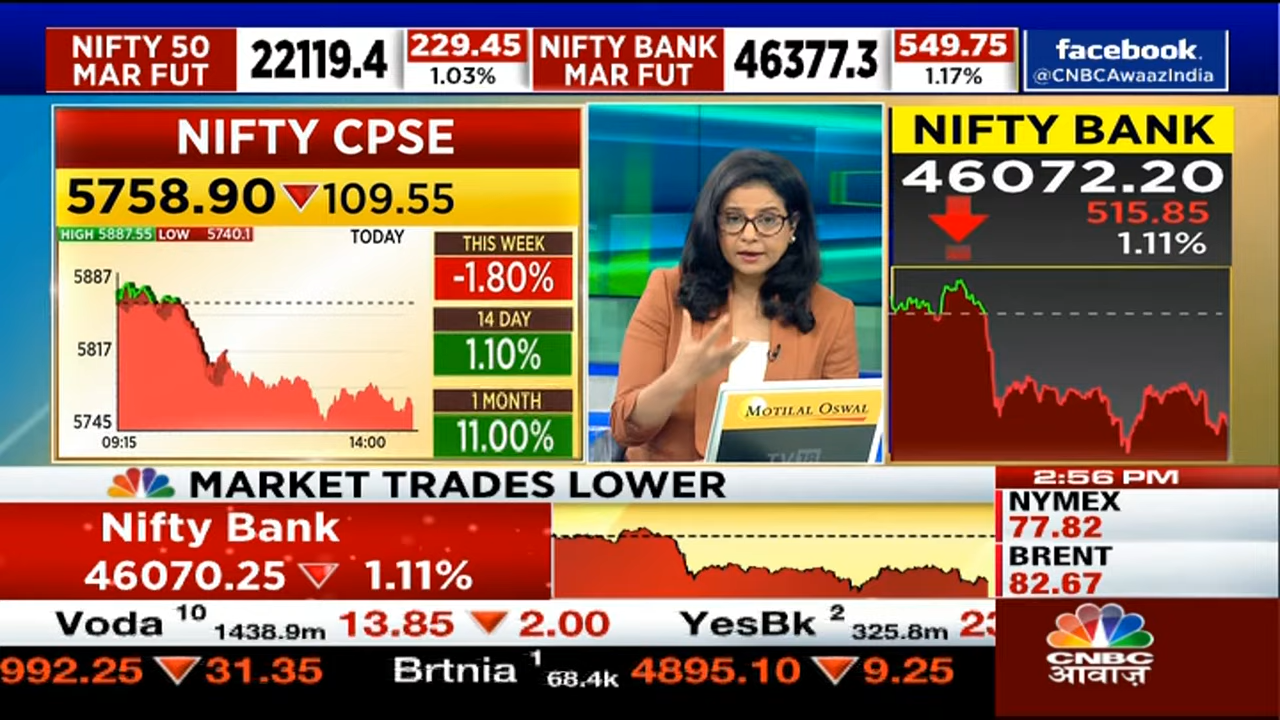 NIFTY 50
MAR FUT
22119.4
229.45
1.03%
NIFTY BANK
MAR FUT
46377.3
549.75
1.17%
facebook.
@CNBCAwaazIndia
NIFTY CPSE
5758.90 109.55
HIGH 5887.55 LOW 5740.1
TODAY
5887
5817
5745
09:15 14:00
THIS WEEK
-1.80%
14 DAY
1.10%
1 MONTH
11.00%
MOTILAL OSWAL
TV18
NIFTY BANK
46072.20
515.85
1.11%
MARKET TRADES LOWER
Nifty Bank
46070.25 1.11%
2:56 PM
NYMEX
77.82
BRENT
82.67
Voda 10 1438.9m 13.85 2.00 YesBk 2 325.8m 23
992.25 31.35 Brtnia 1 68.4k 4895.10 9.25
CNBC
आवाज़